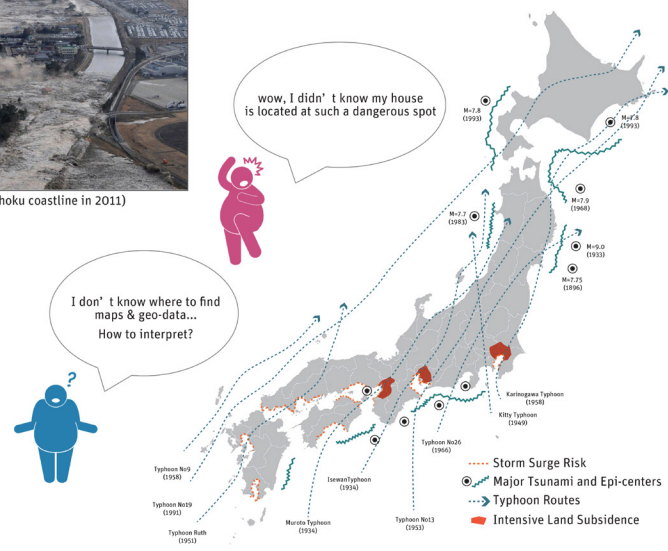 hoku coastline in 2011)
wow, I didn' t know my house
is located at such a dangerous spot
I don' t know where to find
maps & geo-data...
How to interpret?
?
M=7.8
(1993)
M=7.8
(1993)
M=7.9
(1968)
M=7.7
(1983)
M=9.0
(1933)
M=7.25
(1896)
Karinogawa Typhoon
(1958)
Kitty Typhoon
(1949)
Typhoon No26
(1966)
Typhoon No9
(1958)
IsewanTyphoon
(1934)
Typhoon No19
(1991)
Muroto Typhoon
(1934)
Typhoon No13
(1953)
Typhoon Ruth
(1951)
Storm Surge Risk
Major Tsunami and Epi-centers
Typhoon Routes
Intensive Land Subsidence